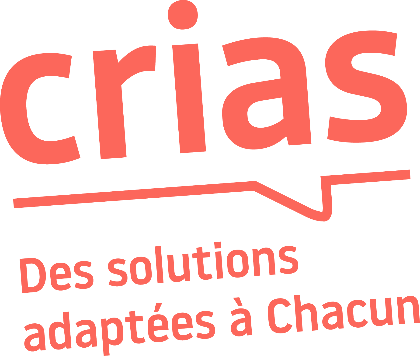 crias
Des solutions
adaptées à Chacun